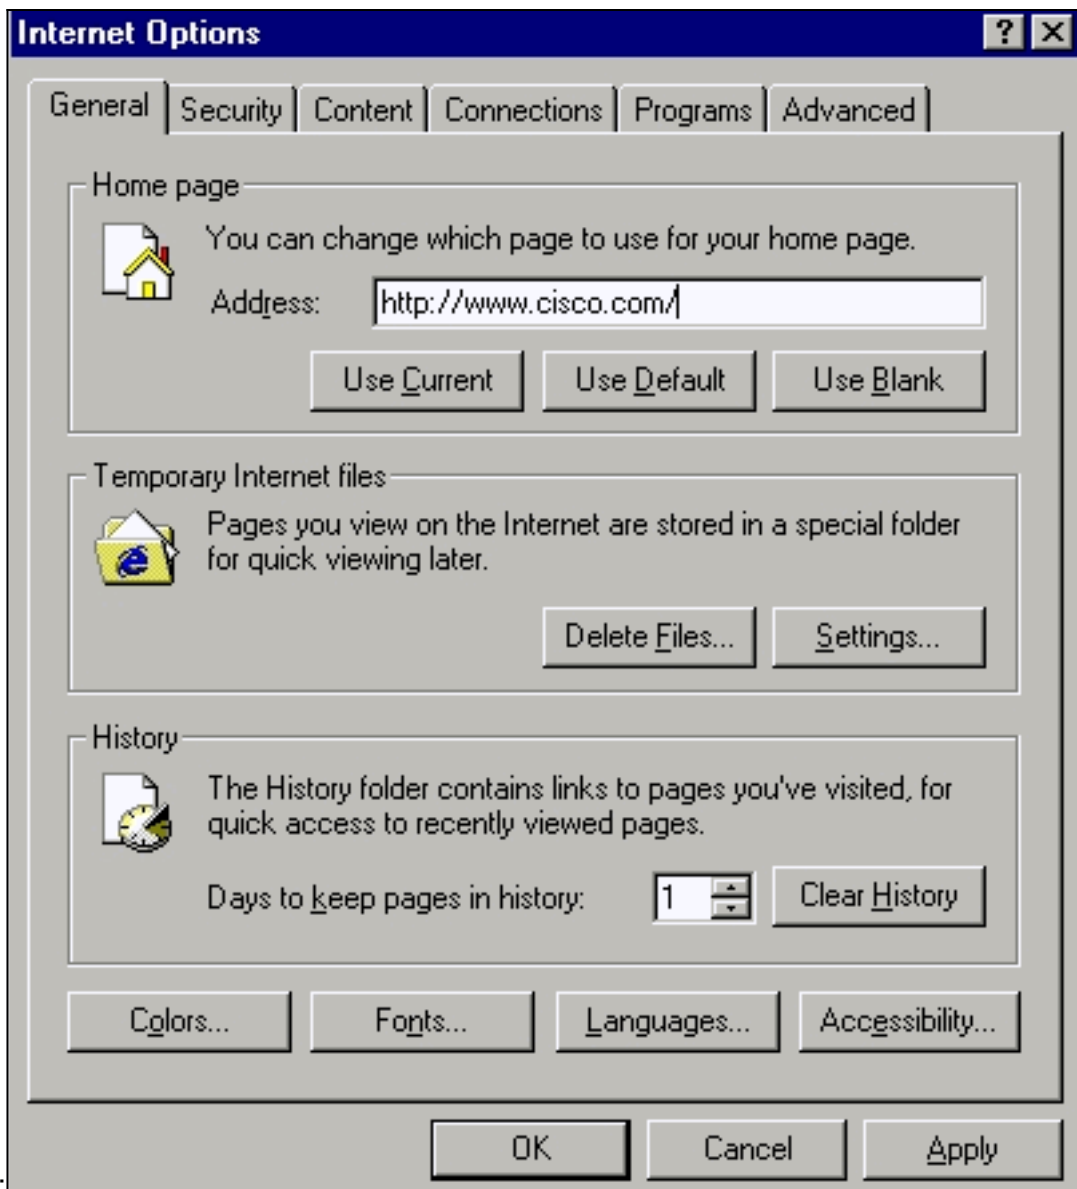 Internet Options
General Security Content Connections Programs Advanced
Home page
You can change which page to use for your home page.
Address: http://www.cisco.com/
Use Current Use Default Use Blank
Temporary Internet files
Pages you view on the Internet are stored in a special folder
for quick viewing later.
Delete Files... Settings...
History
The History folder contains links to pages you've visited, for
quick access to recently viewed pages.
Days to keep pages in history: 1 Clear History
Colors... Fonts... Languages... Accessibility...
OK Cancel Apply
.